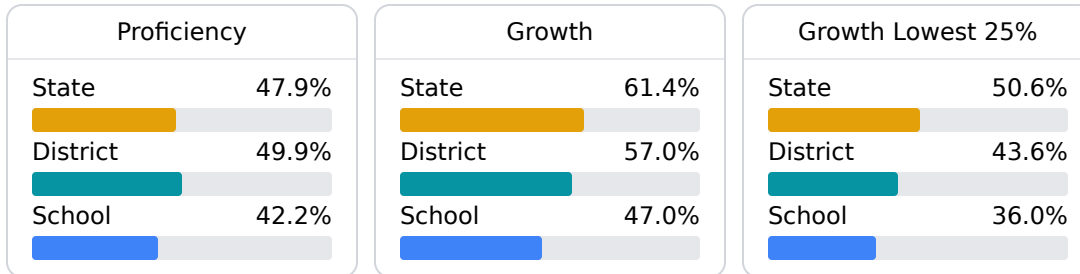 Proficiency
State 47.9%
District 49.9%
School 42.2%
Growth
State 61.4%
District 57.0%
School 47.0%
Growth Lowest 25%
State 50.6%
District 43.6%
School 36.0%